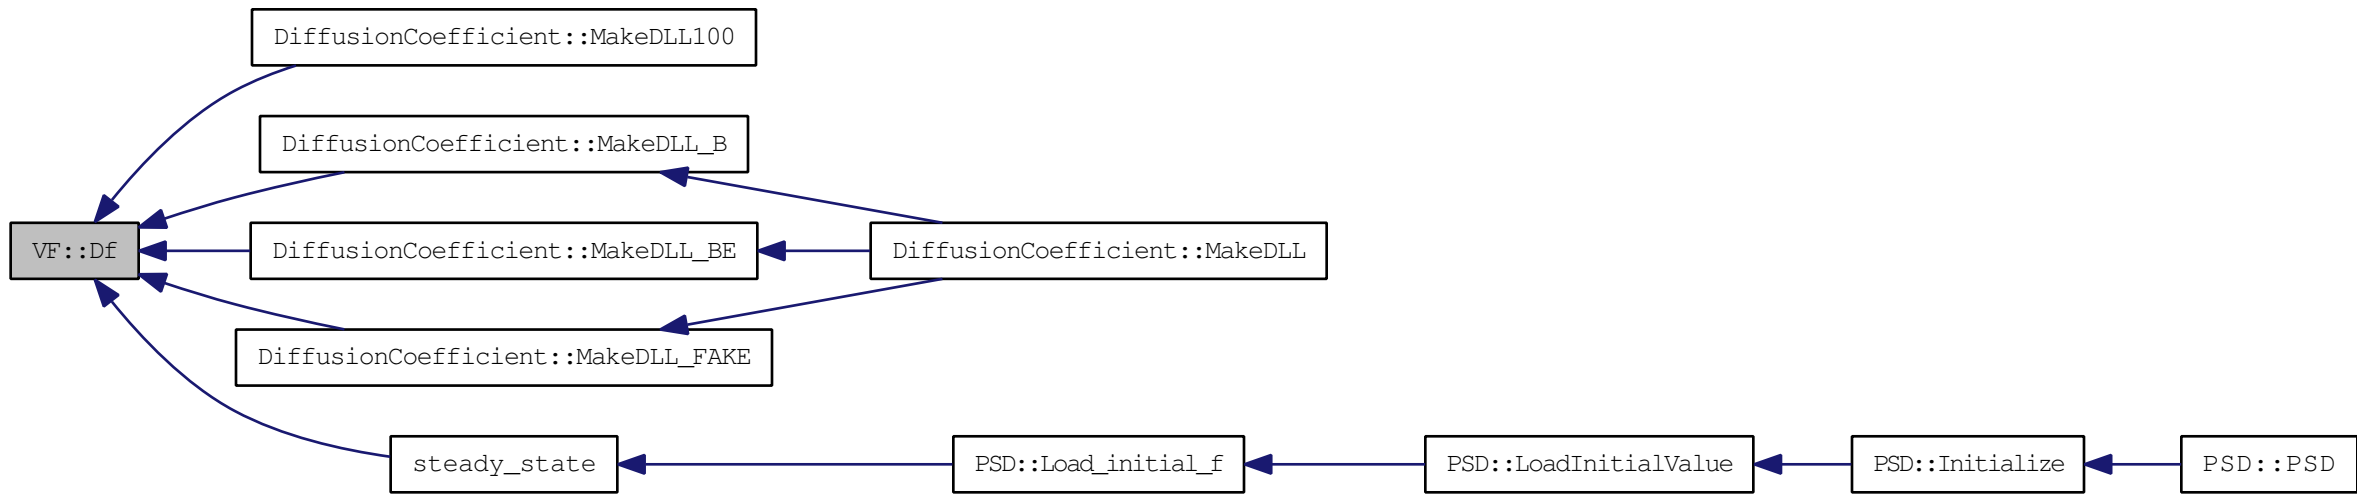 DiffusionCoefficient::MakeDLL100
DiffusionCoefficient::MakeDLL_B
VF::Df
DiffusionCoefficient::MakeDLL_BE
DiffusionCoefficient::MakeDLL
DiffusionCoefficient::MakeDLL_FAKE
steady_state
PSD::Load_initial_f
PSD::LoadInitialValue
PSD::Initialize
PSD::PSD